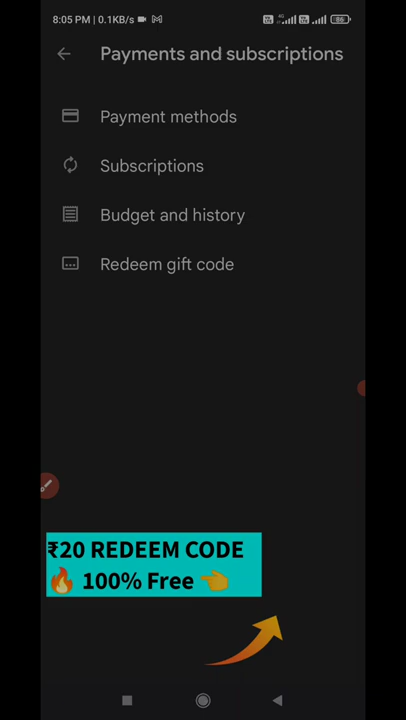 8:05 PM | 0.1KB/s 86
Payments and subscriptions
Payment methods
Subscriptions
Budget and history
Redeem gift code
₹20 REDEEM CODE
🔥 100% Free 👈